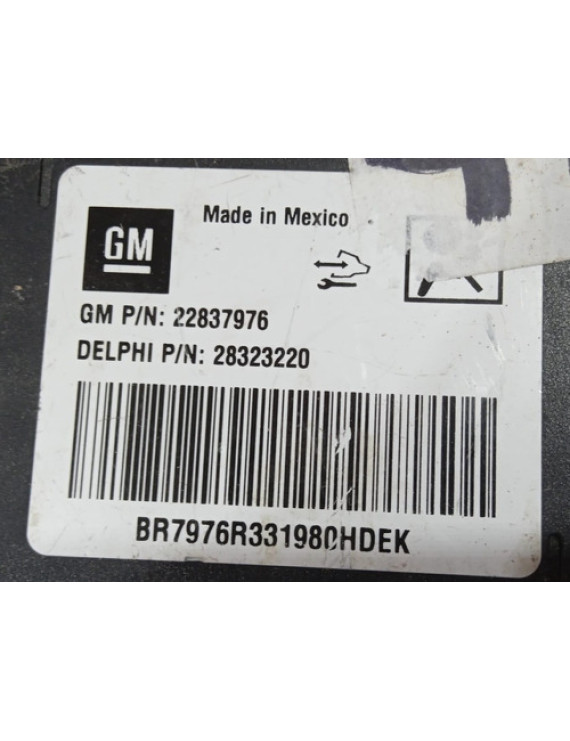 GM
Made in Mexico
GM P/N: 22837976
DELPHI P/N: 28323220
BR7976R331980HDEK